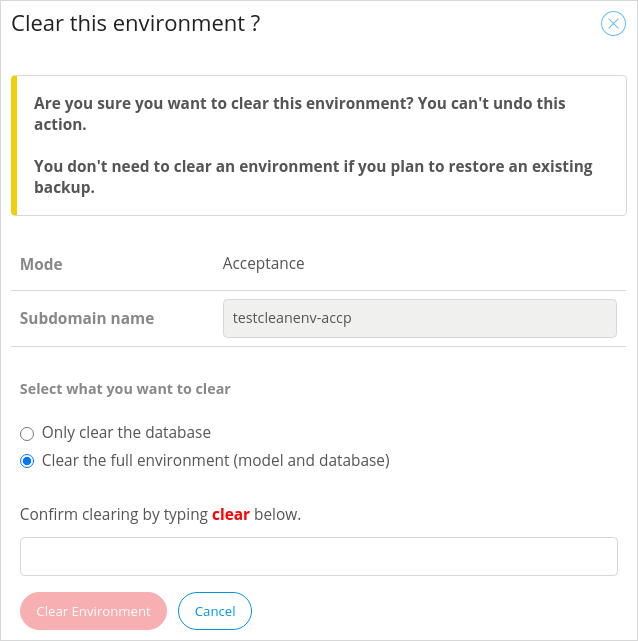 Clear this environment ?
Are you sure you want to clear this environment? You can't undo this
action.
You don't need to clear an environment if you plan to restore an existing
backup.
Mode Acceptance
Subdomain name testcleanenv-accp
Select what you want to clear
Only clear the database
Clear the full environment (model and database)
Confirm clearing by typing clear below.
Clear Environment Cancel